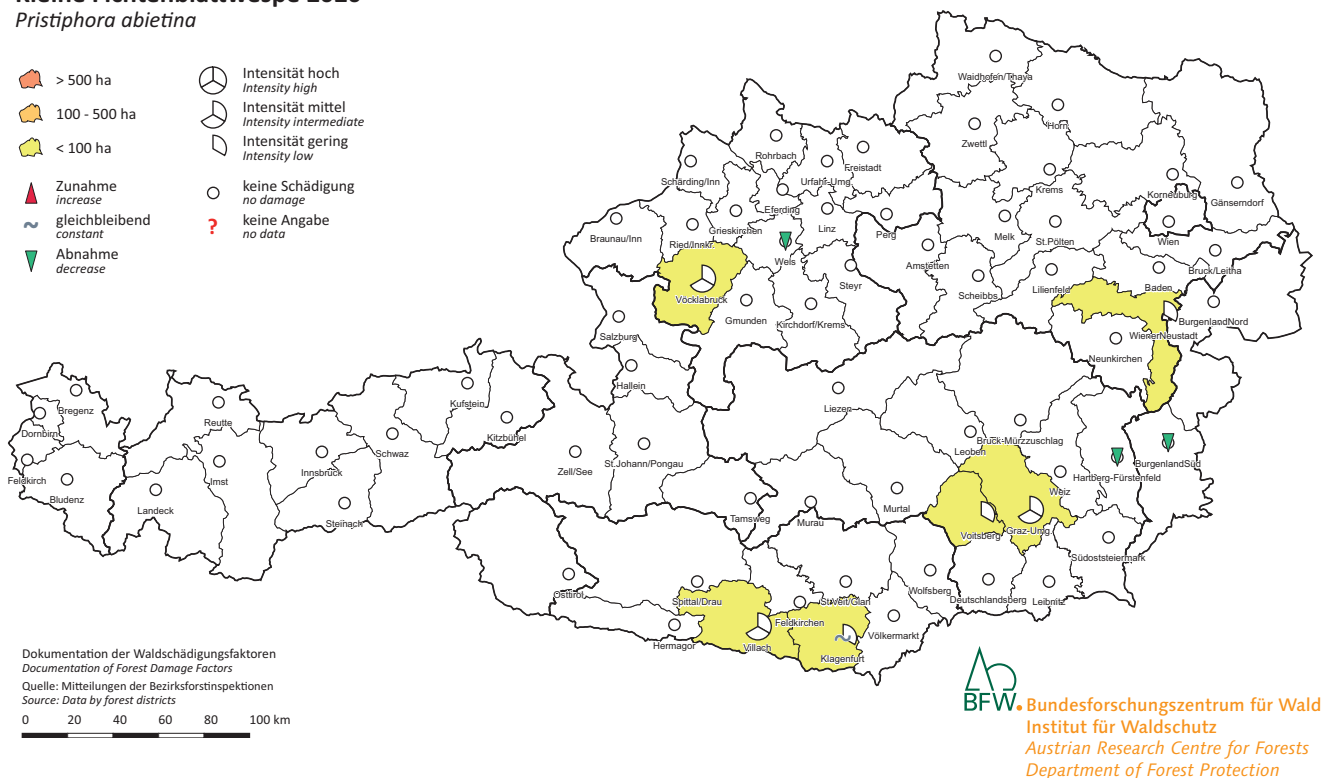 Pristiphora abietina
> 500 ha
100 - 500 ha
< 100 ha
Intensität hoch
Intensity high
Intensität mittel
Intensity intermediate
Intensität gering
Intensity low
Zunahme
increase
gleichbleibend
constant
Abnahme
decrease
keine Schädigung
no damage
?
keine Angabe
no data
Waidhofen/Thaya
Horn
Zwettl
Rohrbach
Freistadt
Schärding/Inn
Urfahr-Umg.
Krems
Korneuburg
Gänserndorf
Eferding
Grieskirchen
Linz
Perg
Melk
St.Pölten
Wien
Braunau/Inn
Ried/Innkr.
Wels
Amstetten
Bruck/Leitha
Steyr
Scheibbs
Lilienfeld
Baden
Vöcklabruck
Gmunden
Kirchdorf/Krems
BurgenlandNord
WienerNeustadt
Salzburg
Neunkirchen
Hallein
Bregenz
Kufstein
Liezen
Reutte
Dornbirn
Kitzbühel
Bruck-Mürzzuschlag
Leoben
Schwaz
Innsbruck
Zell/See
St.Johann/Pongau
BurgenlandSüd
Hartberg-Fürstenfeld
Feldkirch
Imst
Bludenz
Weiz
Landeck
Murtal
Steinach
Tamsweg
Murau
Voitsberg
Graz-Umg.
Südoststeiermark
Osttirol
Spittal/Drau
St.Veit/Glan
Wolfsberg
Deutschlandsberg
Leibnitz
Feldkirchen
Völkermarkt
Hermagor
Villach
Klagenfurt
Dokumentation der Waldschädigungsfaktoren
Documentation of Forest Damage Factors
Quelle: Mitteilungen der Bezirksforstinspektionen
Source: Data by forest districts
0 20 40 60 80 100 km
BFW
Bundesforschungszentrum für Wald
Institut für Waldschutz
Austrian Research Centre for Forests
Department of Forest Protection